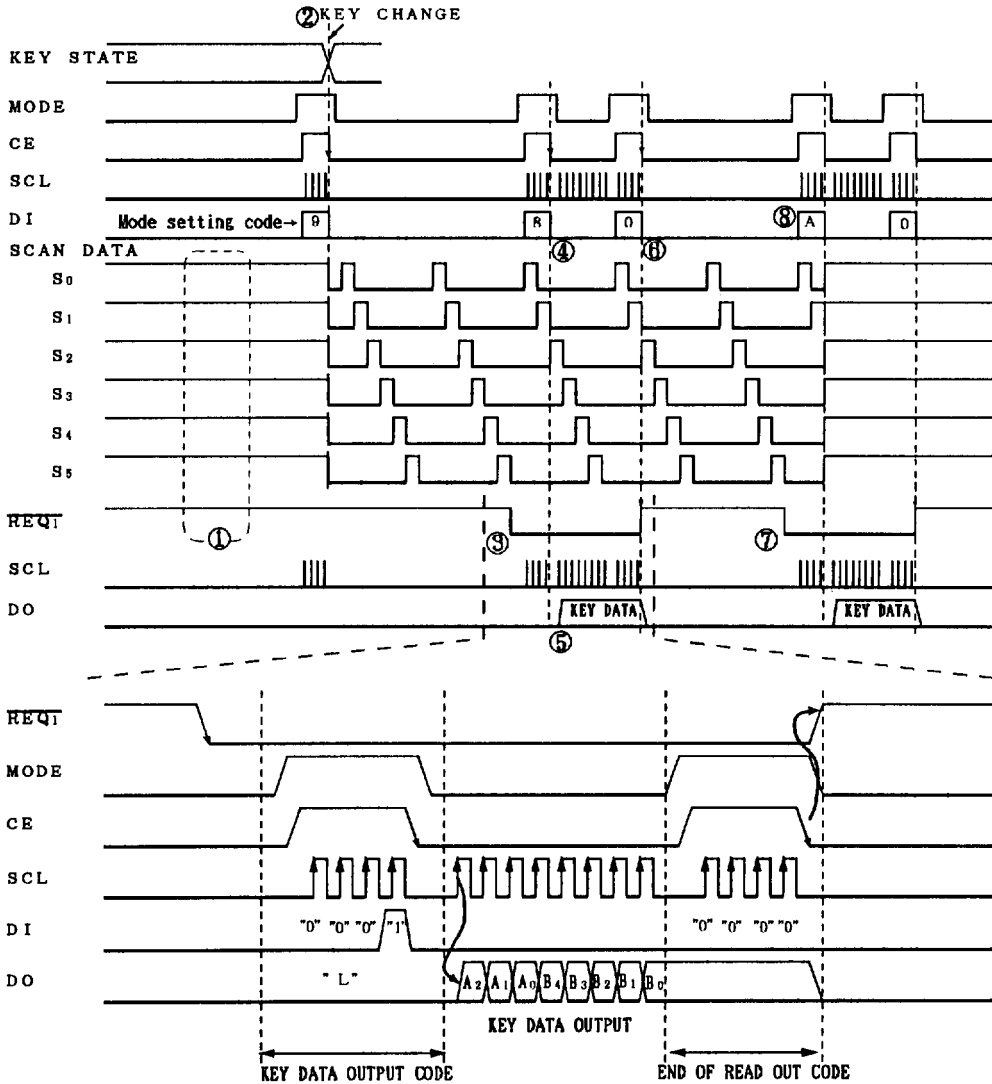 ②KEY CHANGE
KEY STATE
MODE
CE
SCL
DI Mode setting code→ 9 8 0 ⑧ A 0
SCAN DATA ④ ⑥
S0
S1
S2
S3
S4
S5
REQ1 ① ③ ⑦
SCL
DO KEY DATA KEY DATA
⑤
REQ1
MODE
CE
SCL
DI "0" "0" "0" "1" "0" "0" "0" "0"
DO "L" A2 A1 A0 B4 B3 B2 B1 B0
KEY DATA OUTPUT
KEY DATA OUTPUT CODE END OF READ OUT CODE